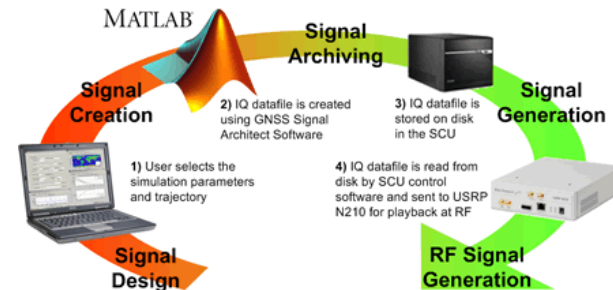 MATLAB
Signal
Archiving
Signal
Creation
2) IQ datafile is created
using GNSS Signal
Architect Software
3) IQ datafile is
stored on disk
in the SCU
Signal
Generation
1) User selects the
simulation parameters
and trajectory
4) IQ datafile is read from
disk by SCU control
software and sent to USRP
N210 for playback at RF
Signal
Design
RF Signal
Generation